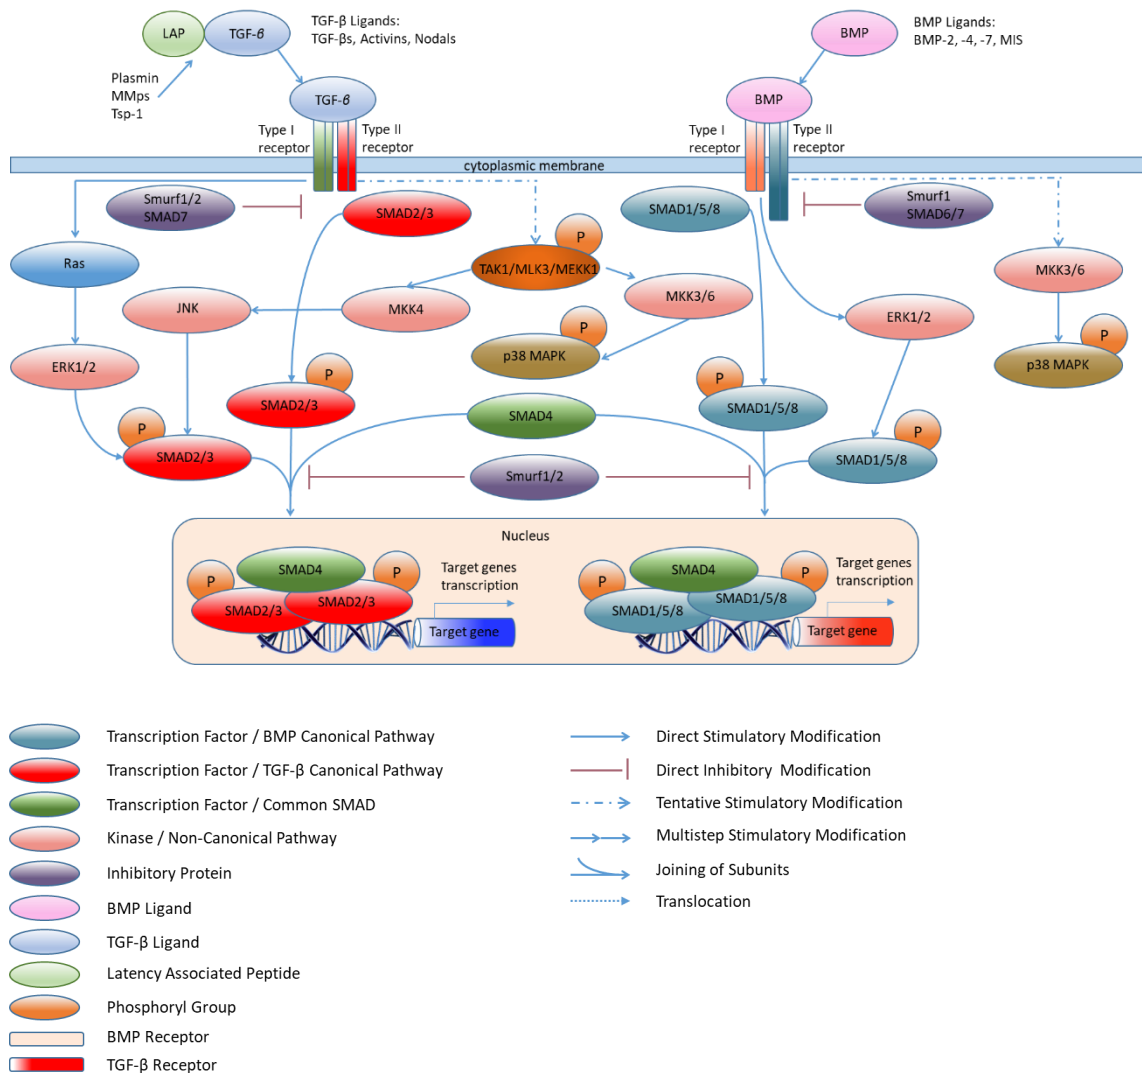 LAP
TGF-β
TGF-β Ligands:
TGF-βs, Activins, Nodals
BMP
BMP Ligands:
BMP-2, -4, -7, MIS
Plasmin
MMps
Tsp-1
TGF-β
BMP
Type I
receptor
Type II
receptor
Type I
receptor
Type II
receptor
cytoplasmic membrane
Smurf1/2
SMAD7
SMAD2/3
SMAD1/5/8
Smurf1
SMAD6/7
P
Ras
TAK1/MLK3/MEKK1
MKK3/6
MKK3/6
JNK
MKK4
ERK1/2
P
P
p38 MAPK
p38 MAPK
ERK1/2
P
P
SMAD2/3
SMAD4
SMAD1/5/8
P
P
SMAD2/3
SMAD1/5/8
Smurf1/2
Nucleus
SMAD4
P
P
SMAD2/3
SMAD2/3
Target genes
transcription
Target gene
SMAD4
P
P
SMAD1/5/8
SMAD1/5/8
Target genes
transcription
Target gene
Transcription Factor / BMP Canonical Pathway
Transcription Factor / TGF-β Canonical Pathway
Transcription Factor / Common SMAD
Kinase / Non-Canonical Pathway
Inhibitory Protein
BMP Ligand
TGF-β Ligand
Latency Associated Peptide
Phosphoryl Group
BMP Receptor
TGF-β Receptor
Direct Stimulatory Modification
Direct Inhibitory Modification
Tentative Stimulatory Modification
Multistep Stimulatory Modification
Joining of Subunits
Translocation